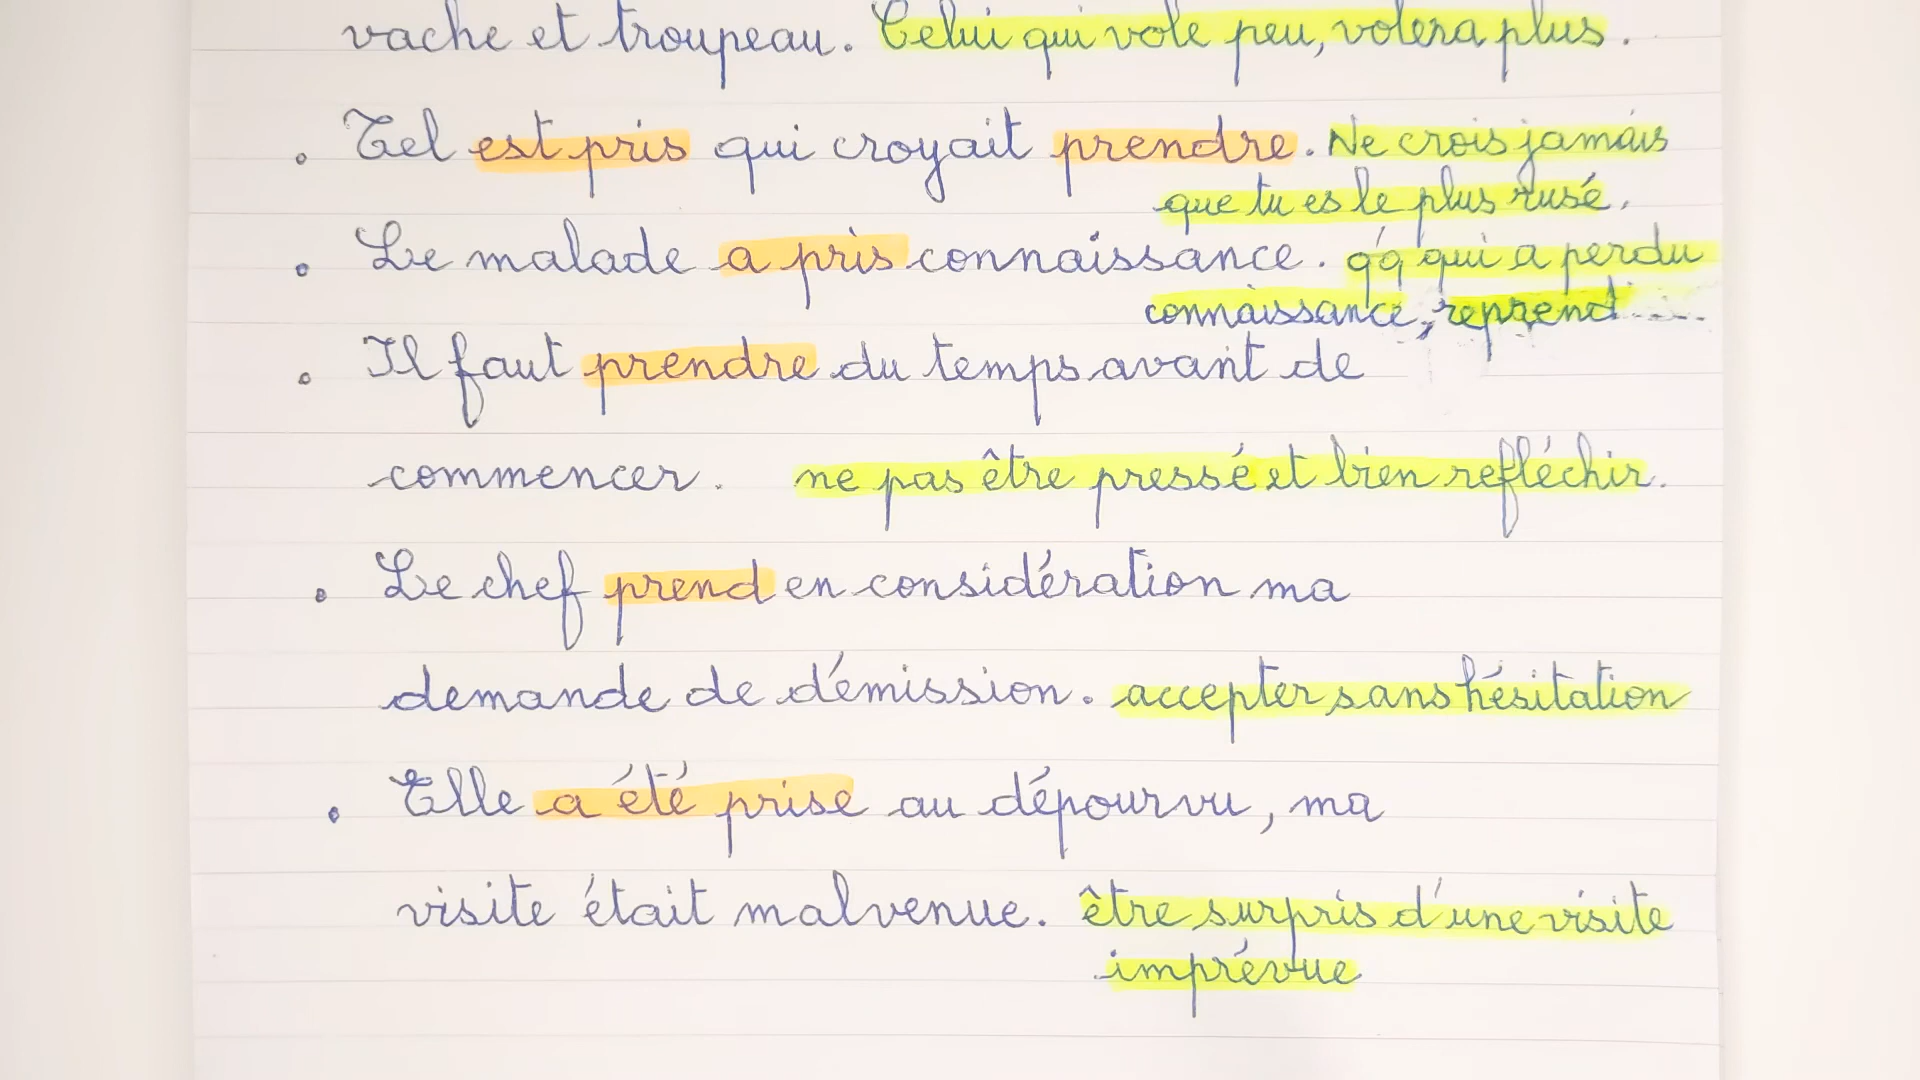 vache et troupeau. Celui qui vole peu, volera plus.
. Tel est pris qui croyait prendre. Ne crois jamais
que tu es le plus rusé.
. Le malade a pris connaissance. qq'qui a perdu
connaissance, reprend.....
. Il faut prendre du temps avant de
commencer. ne pas être pressé et bien refléchir.
. Le chef prend en considération ma
demande de démission. accepter sans hésitation
. Elle a été prise au dépourvu, ma
visite était malvenue. être surpris d'une visite
imprévue